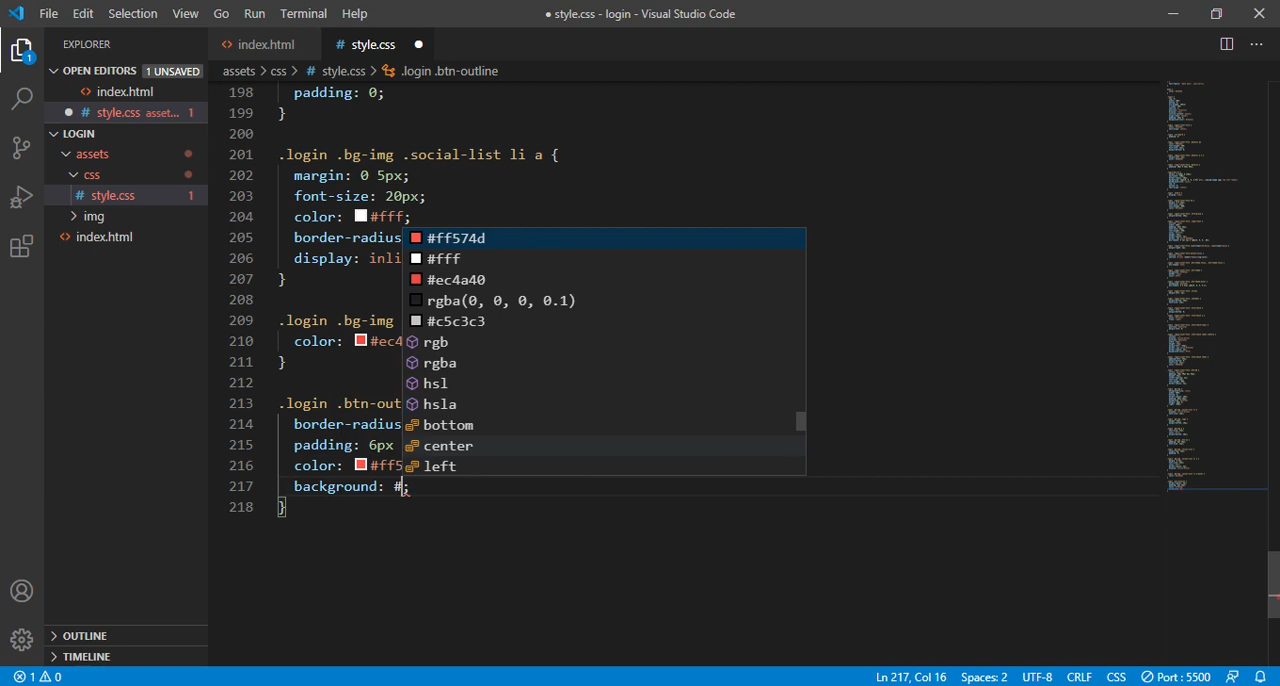 File Edit Selection View Go Run Terminal Help
● style.css - login - Visual Studio Code
EXPLORER
OPEN EDITORS 1 UNSAVED
index.html
# style.css asset... 1
LOGIN
assets
css
# style.css 1
img
index.html
OUTLINE
TIMELINE
1
index.html
# style.css
assets > css > # style.css > .login .btn-outline
198 padding: 0;
199 }
200
201 .login .bg-img .social-list li a {
202 margin: 0 5px;
203 font-size: 20px;
204 color: #fff;
205 border-radius
206 display: inli
207 }
208
209 .login .bg-img
210 color: #ec4
211 }
212
213 .login .btn-out
214 border-radius
215 padding: 6px
216 color: #ff5
217 background: #;
218 }
#ff574d
#fff
#ec4a40
rgba(0, 0, 0, 0.1)
#c5c3c3
rgb
rgba
hsl
hsla
bottom
center
left
1 0
Ln 217, Col 16 Spaces: 2 UTF-8 CRLF CSS Port : 5500